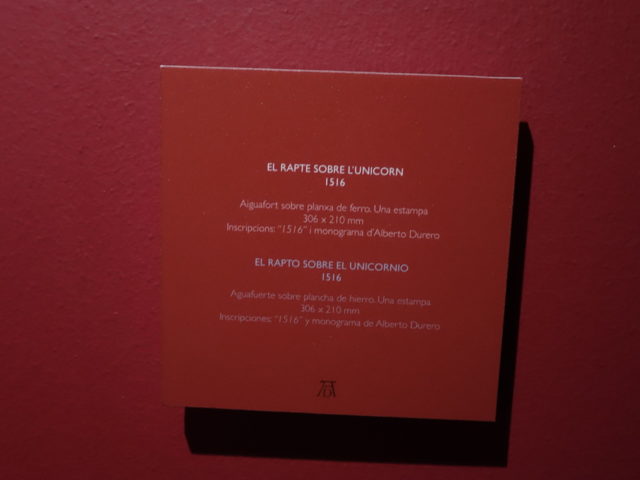 EL RAPTE SOBRE L'UNICORN
1516
Aiguafort sobre planxa de ferro. Una estampa
306 x 210 mm
Inscripcions: "1516" i monograma d'Alberto Durero
EL RAPTO SOBRE EL UNICORNIO
1516
Aguafuerte sobre plancha de hierro. Una estampa
306 x 210 mm
Inscripciones: "1516" y monograma de Alberto Durero